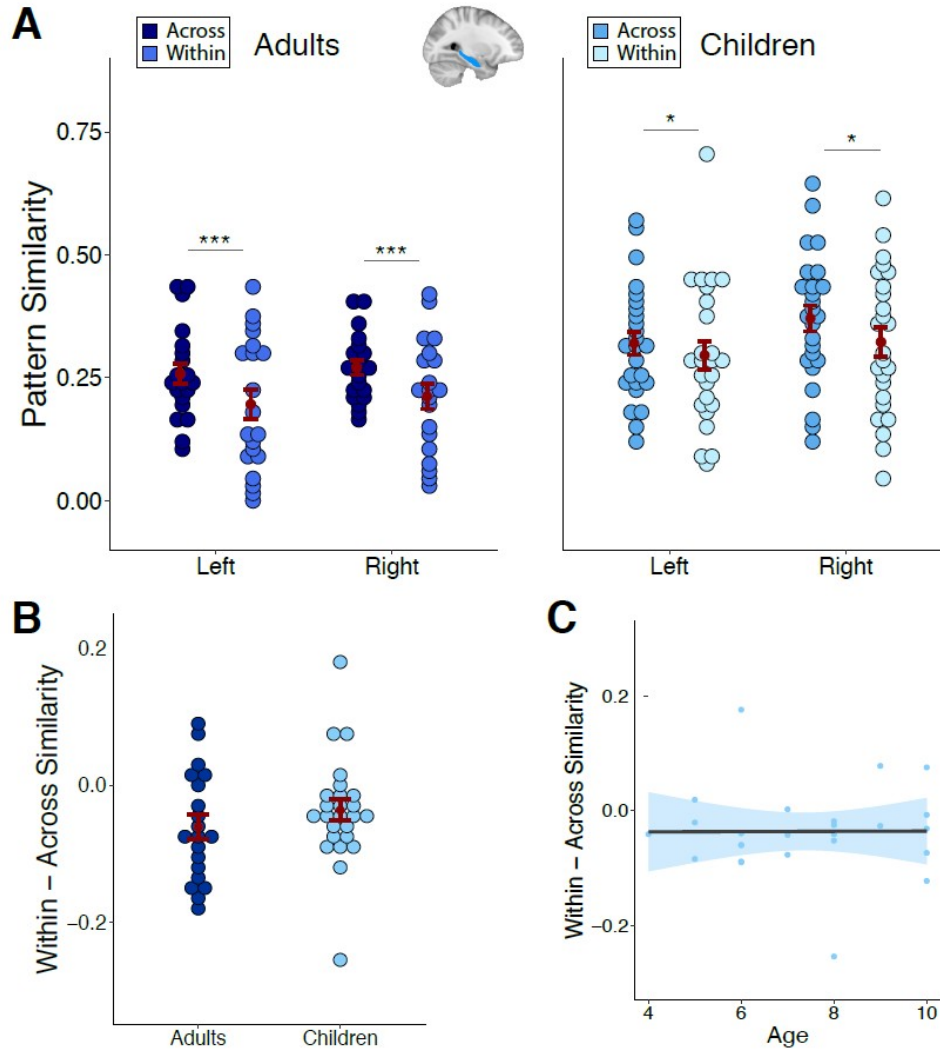 A
Across
Within
Adults
Across
Within
Children
Pattern Similarity
0.75
0.50
0.25
0.00
***
***
*
*
Left
Right
Left
Right
B
Within – Across Similarity
0.2
0.0
−0.2
Adults
Children
C
Within – Across Similarity
0.2
0.0
−0.2
4
6
8
10
Age